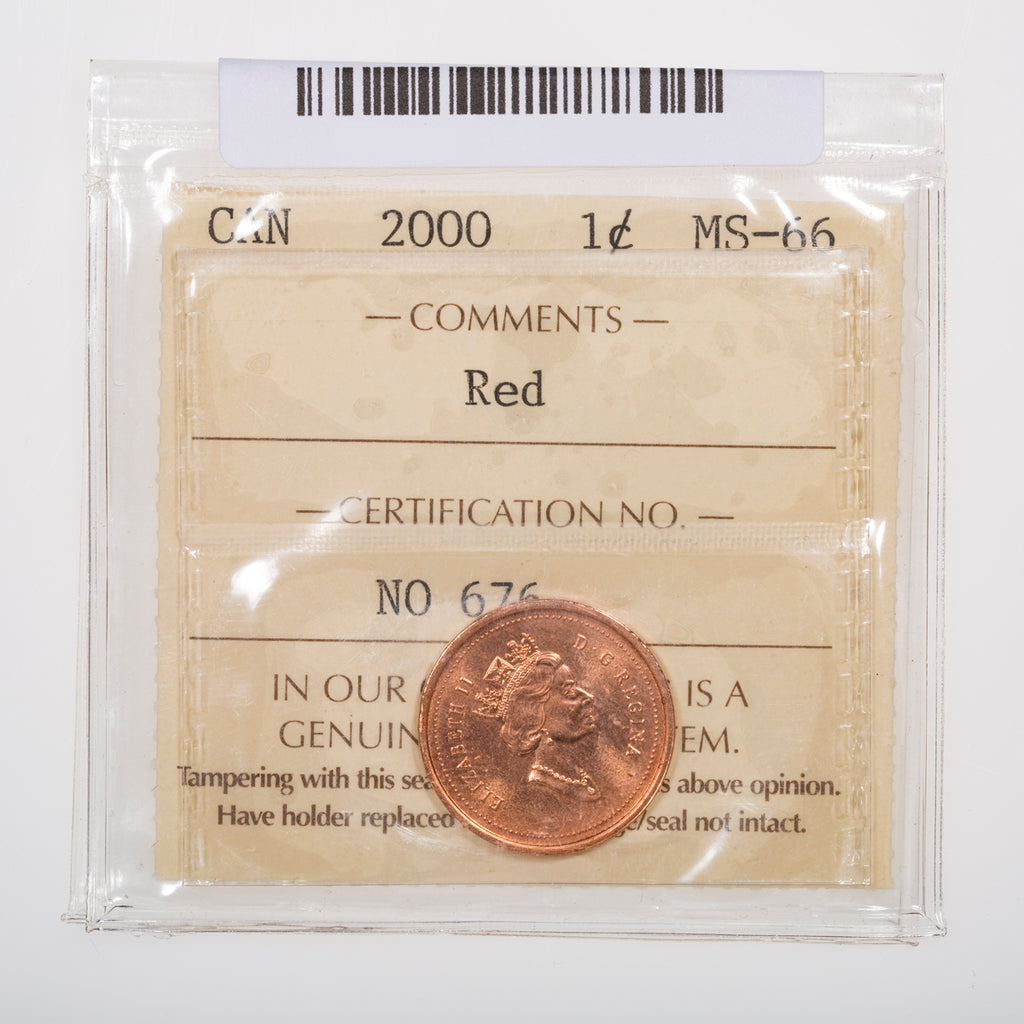 CAN 2000 1¢ MS-66
— COMMENTS —
Red
— CERTIFICATION NO. —
NO 676
ELIZABETH II D·G·REGINA
IN OUR IS A
GENUIN EM.
Tampering with this sea s above opinion.
Have holder replaced /seal not intact.